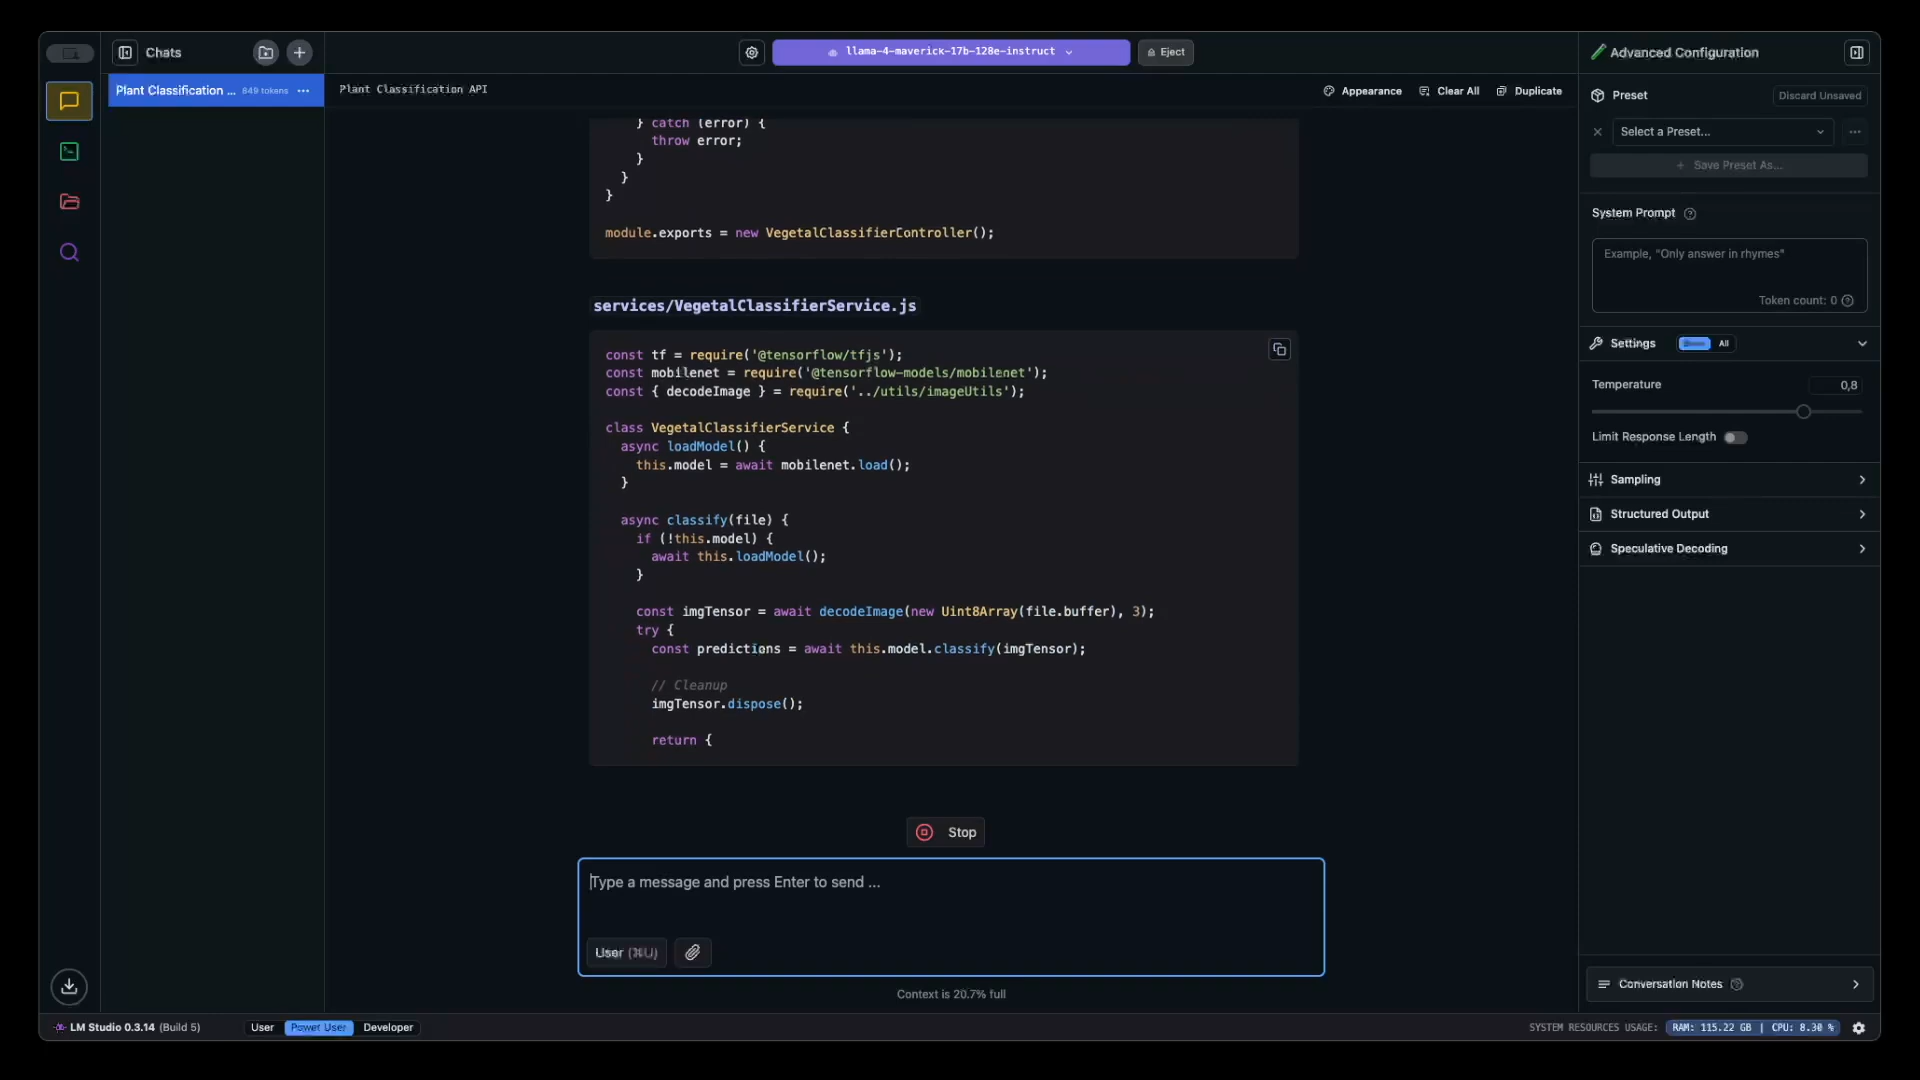 Chats
llama-4-maverick-17b-128e-instruct
Eject
Advanced Configuration
Plant Classification ...
849 tokens
Plant Classification API
Appearance
Clear All
Duplicate
Preset
Discard Unsaved
Select a Preset...
+ Save Preset As...
} catch (error) {
throw error;
}
}
}
module.exports = new VegetalClassifierController();
System Prompt
Example, "Only answer in rhymes"
Token count: 0
services/VegetalClassifierService.js
const tf = require('@tensorflow/tfjs');
const mobilenet = require('@tensorflow-models/mobilenet');
const { decodeImage } = require('../utils/imageUtils');
class VegetalClassifierService {
async loadModel() {
this.model = await mobilenet.load();
}
async classify(file) {
if (!this.model) {
await this.loadModel();
}
const imgTensor = await decodeImage(new Uint8Array(file.buffer), 3);
try {
const predictions = await this.model.classify(imgTensor);
// Cleanup
imgTensor.dispose();
return {
Settings
All
Temperature
0,8
Limit Response Length
Sampling
Structured Output
Speculative Decoding
Stop
Type a message and press Enter to send ...
User (⌘U)
Context is 20.7% full
Conversation Notes
LM Studio 0.3.14 (Build 5)
User
Power User
Developer
SYSTEM RESOURCES USAGE:
RAM: 115.22 GB | CPU: 8.30 %